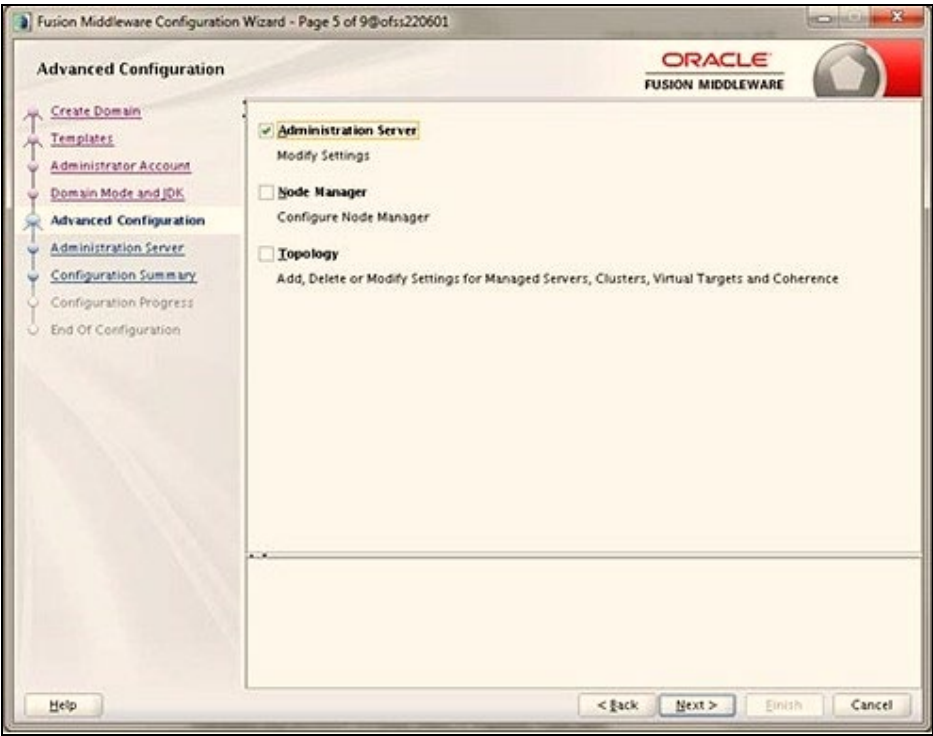 Fusion Middleware Configuration Wizard - Page 5 of 9@ofss220601
Advanced Configuration
ORACLE
FUSION MIDDLEWARE
Create Domain
Templates
Administrator Account
Domain Mode and JDK
Advanced Configuration
Administration Server
Configuration Summary
Configuration Progress
End Of Configuration
Administration Server
Modify Settings
Node Manager
Configure Node Manager
Topology
Add, Delete or Modify Settings for Managed Servers, Clusters, Virtual Targets and Coherence
Help
< Back
Next >
Finish
Cancel